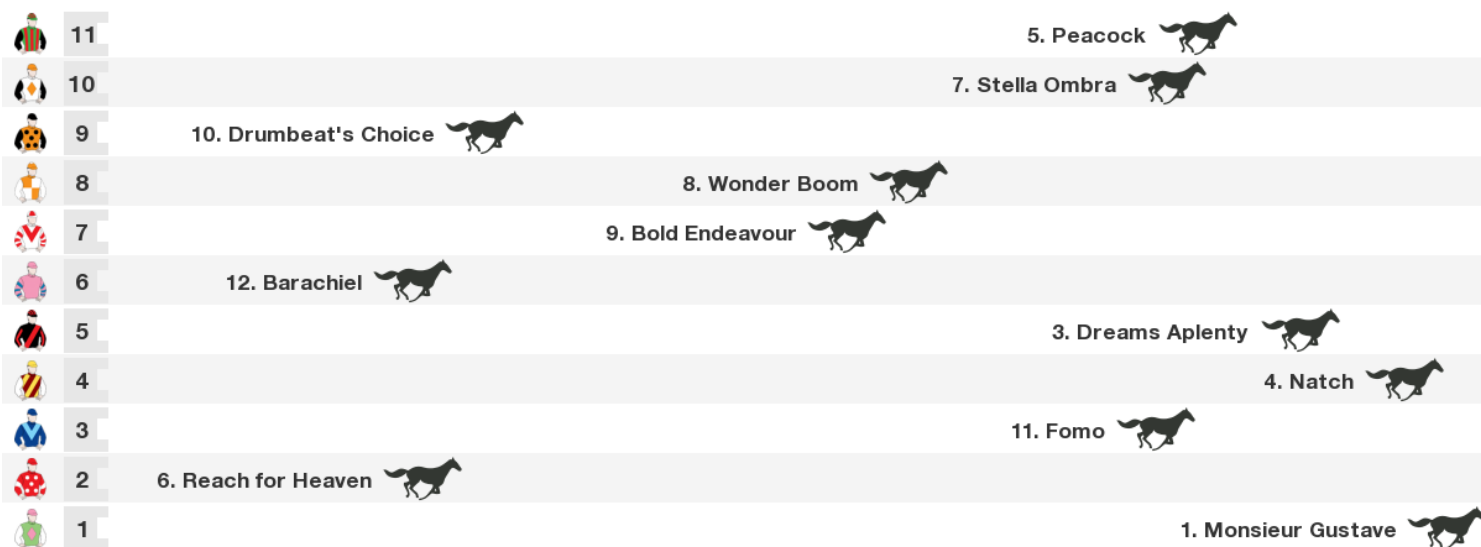 11 5. Peacock
10 7. Stella Ombra
9 10. Drumbeat's Choice
8 8. Wonder Boom
7 9. Bold Endeavour
6 12. Barachiel
5 3. Dreams Aplenty
4 4. Natch
3 11. Fomo
2 6. Reach for Heaven
1 1. Monsieur Gustave